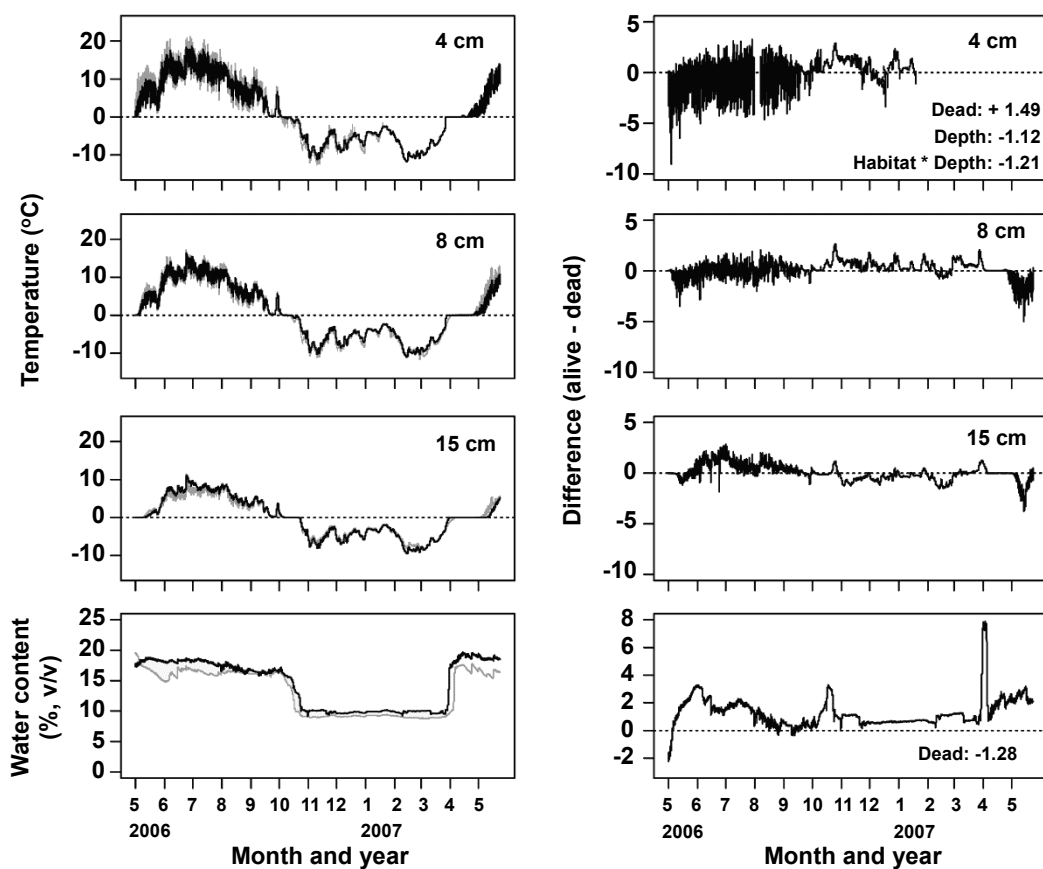 Temperature (°C)
20
10
0
-10
4 cm
20
10
0
-10
8 cm
20
10
0
-10
15 cm
Water content
(%, v/v)
25
20
15
10
5
0
5 6 7 8 9 10 11 12 1 2 3 4 5
2006 2007
Month and year
Difference (alive - dead)
5
0
-5
-10
4 cm
Dead: + 1.49
Depth: -1.12
Habitat * Depth: -1.21
5
0
-5
-10
8 cm
5
0
-5
-10
15 cm
8
6
4
2
0
-2
Dead: -1.28
5 6 7 8 9 10 11 12 1 2 3 4 5
2006 2007
Month and year